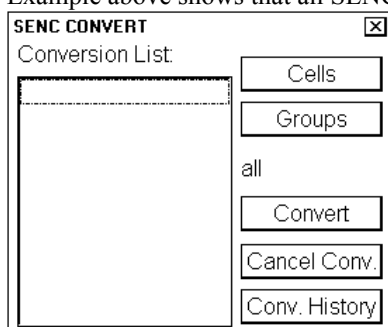 Example above shows that all SENC
SENC CONVERT
Conversion List:
Cells
Groups
all
Convert
Cancel Conv.
Conv. History